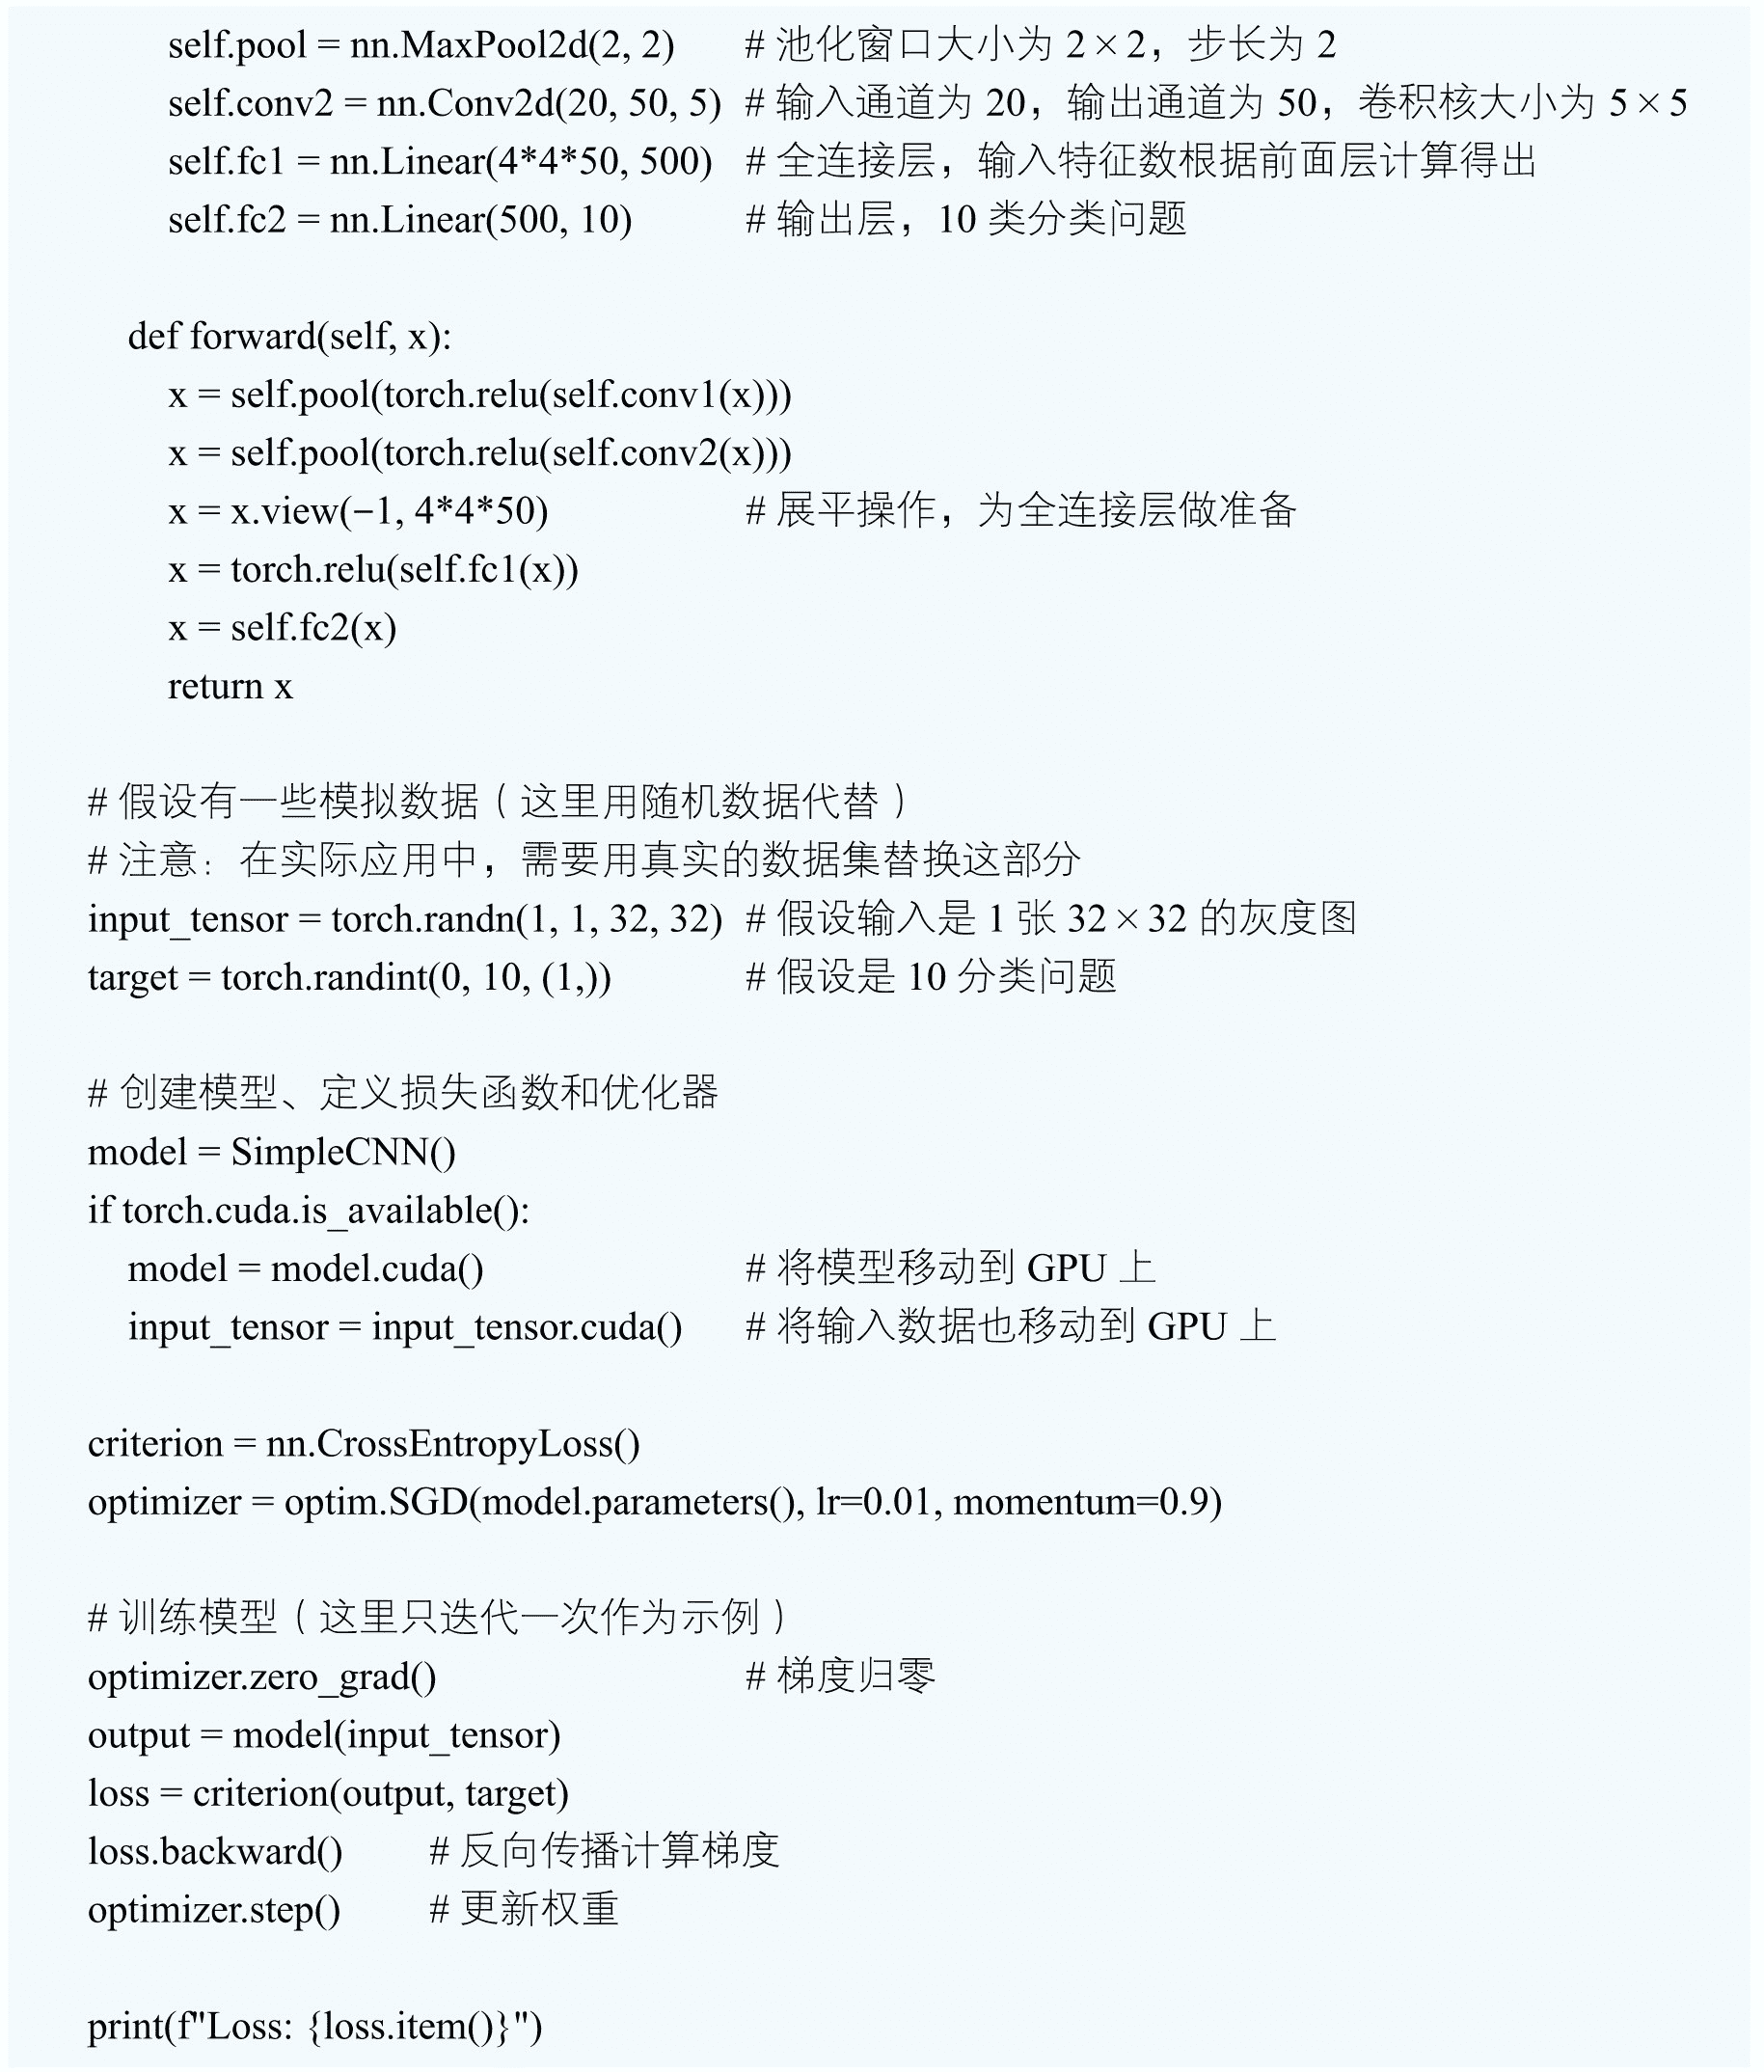 self.pool = nn.MaxPool2d(2, 2) # 池化窗口大小为 2×2，步长为 2
self.conv2 = nn.Conv2d(20, 50, 5) # 输入通道为 20，输出通道为 50，卷积核大小为 5×5
self.fc1 = nn.Linear(4*4*50, 500) # 全连接层，输入特征数根据前面层计算得出
self.fc2 = nn.Linear(500, 10) # 输出层，10 类分类问题
def forward(self, x):
x = self.pool(torch.relu(self.conv1(x)))
x = self.pool(torch.relu(self.conv2(x)))
x = x.view(−1, 4*4*50) # 展平操作，为全连接层做准备
x = torch.relu(self.fc1(x))
x = self.fc2(x)
return x
# 假设有一些模拟数据（这里用随机数据代替）
# 注意：在实际应用中，需要用真实的数据集替换这部分
input_tensor = torch.randn(1, 1, 32, 32) # 假设输入是 1 张 32×32 的灰度图
target = torch.randint(0, 10, (1,)) # 假设是 10 分类问题
# 创建模型、定义损失函数和优化器
model = SimpleCNN()
if torch.cuda.is_available():
model = model.cuda() # 将模型移动到 GPU 上
input_tensor = input_tensor.cuda() # 将输入数据也移动到 GPU 上
criterion = nn.CrossEntropyLoss()
optimizer = optim.SGD(model.parameters(), lr=0.01, momentum=0.9)
# 训练模型（这里只迭代一次作为示例）
optimizer.zero_grad() # 梯度归零
output = model(input_tensor)
loss = criterion(output, target)
loss.backward() # 反向传播计算梯度
optimizer.step() # 更新权重
print(f"Loss: {loss.item()}")